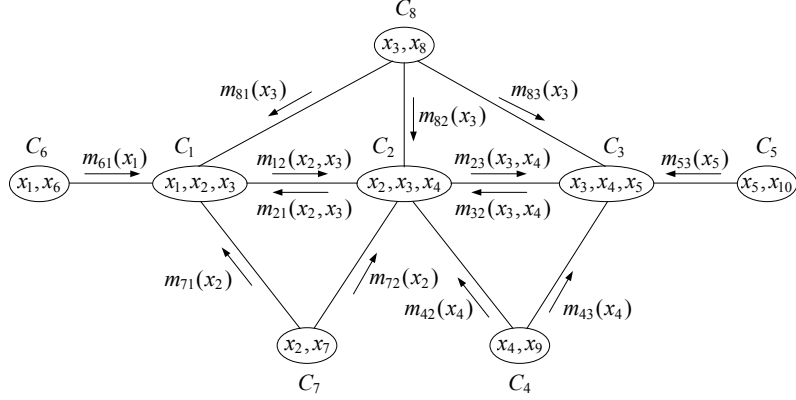 C₈
x₃, x₈
m₈₁(x₃)
m₈₃(x₃)
m₈₂(x₃)
C₆
m₆₁(x₁)
C₁
m₁₂(x₂, x₃)
C₂
m₂₃(x₃, x₄)
C₃
m₅₃(x₅)
C₅
x₁, x₆
x₁, x₂, x₃
x₂, x₃, x₄
x₃, x₄, x₅
x₅, x₁₀
m₂₁(x₂, x₃)
m₃₂(x₃, x₄)
m₇₁(x₂)
m₇₂(x₂)
m₄₂(x₄)
m₄₃(x₄)
x₂, x₇
x₄, x₉
C₇
C₄